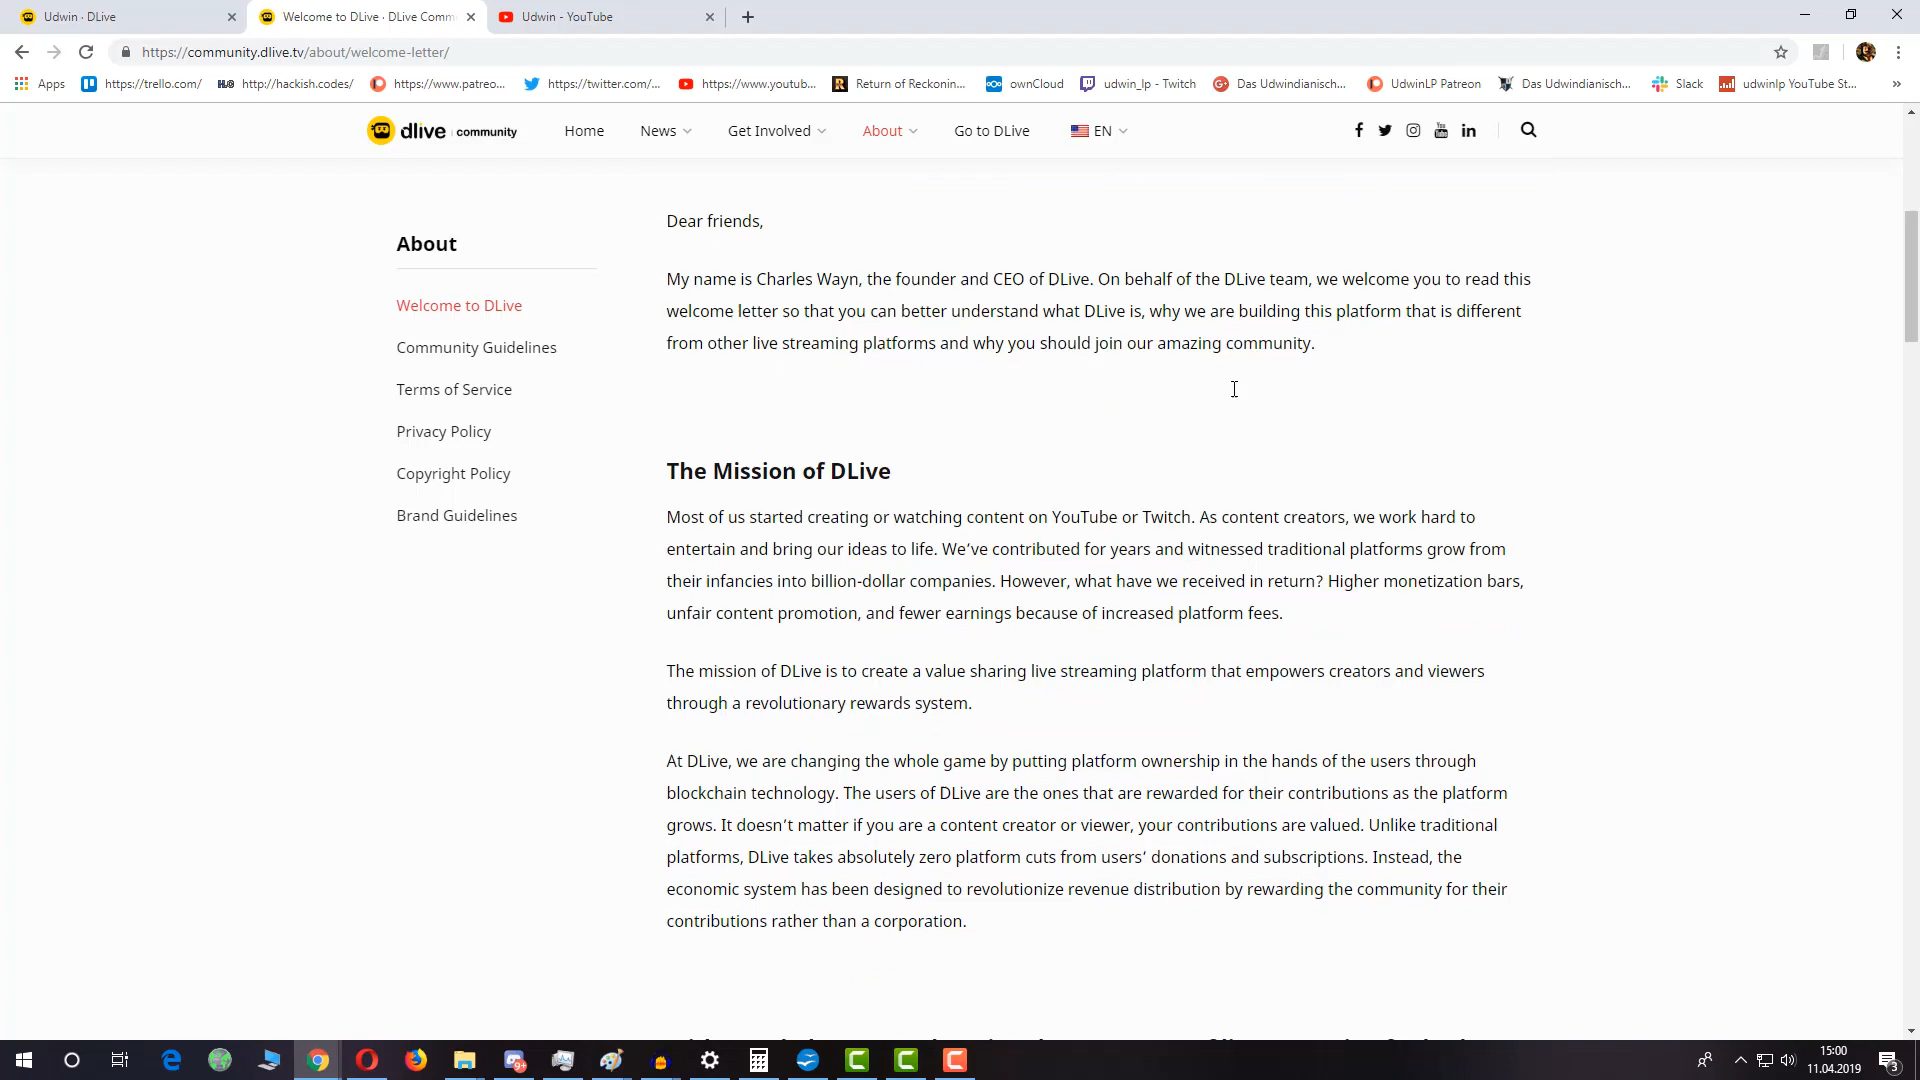 Udwin · DLive
Welcome to DLive · DLive Comm
Udwin - YouTube
https://community.dlive.tv/about/welcome-letter/
Apps
https://trello.com/
http://hackish.codes/
https://www.patreo...
https://twitter.com/...
https://www.youtub...
Return of Reckonin...
ownCloud
udwin_lp - Twitch
Das Udwindianisch...
UdwinLP Patreon
Das Udwindianisch...
Slack
udwinlp YouTube St...
»
dlive | community
Home
News
Get Involved
About
Go to DLive
EN
About
Welcome to DLive
Community Guidelines
Terms of Service
Privacy Policy
Copyright Policy
Brand Guidelines
Dear friends,
My name is Charles Wayn, the founder and CEO of DLive. On behalf of the DLive team, we welcome you to read this
welcome letter so that you can better understand what DLive is, why we are building this platform that is different
from other live streaming platforms and why you should join our amazing community.
The Mission of DLive
Most of us started creating or watching content on YouTube or Twitch. As content creators, we work hard to
entertain and bring our ideas to life. We’ve contributed for years and witnessed traditional platforms grow from
their infancies into billion-dollar companies. However, what have we received in return? Higher monetization bars,
unfair content promotion, and fewer earnings because of increased platform fees.
The mission of DLive is to create a value sharing live streaming platform that empowers creators and viewers
through a revolutionary rewards system.
At DLive, we are changing the whole game by putting platform ownership in the hands of the users through
blockchain technology. The users of DLive are the ones that are rewarded for their contributions as the platform
grows. It doesn’t matter if you are a content creator or viewer, your contributions are valued. Unlike traditional
platforms, DLive takes absolutely zero platform cuts from users’ donations and subscriptions. Instead, the
economic system has been designed to revolutionize revenue distribution by rewarding the community for their
contributions rather than a corporation.
15:00
11.04.2019
3